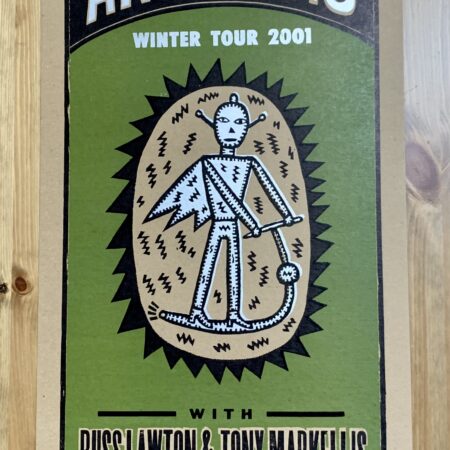 WINTER TOUR 2001
WITH
RUSS LAWTON & TONY MARKELLIS